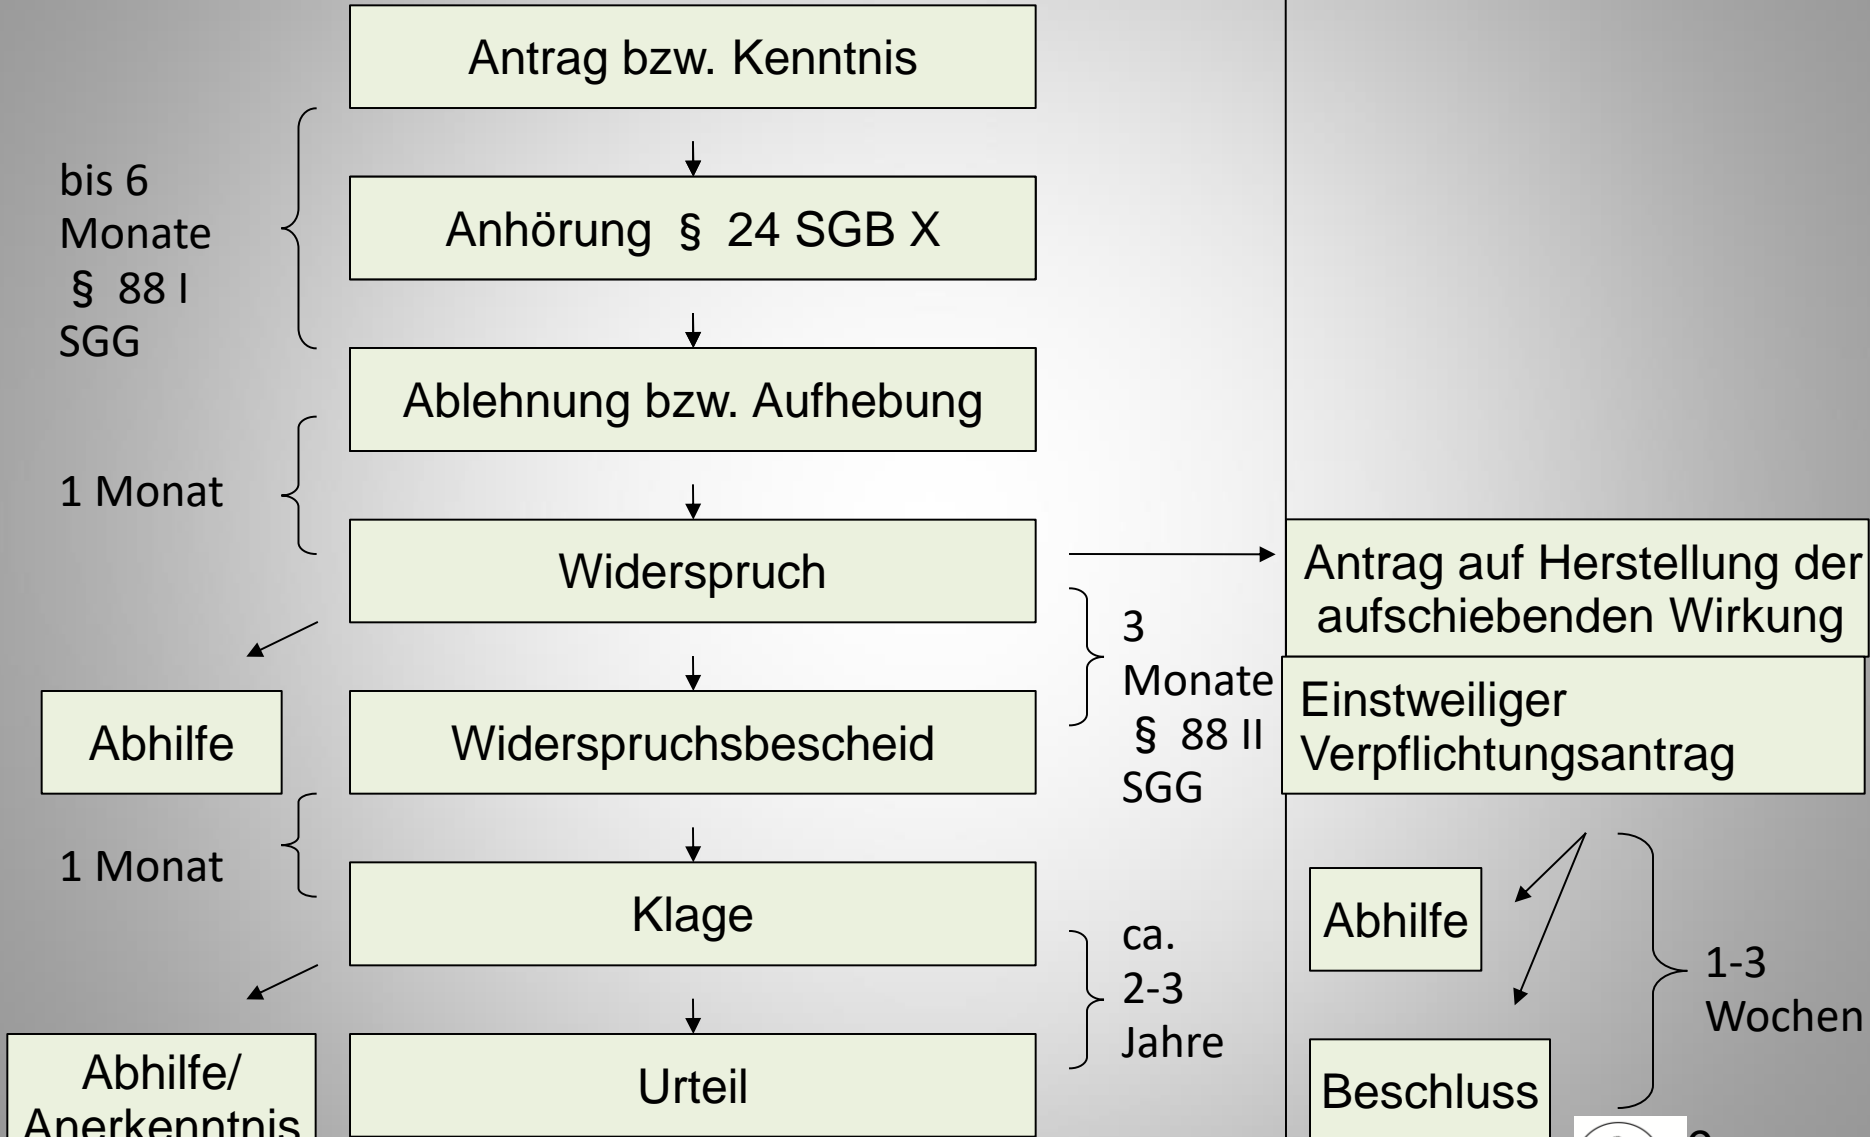 Antrag bzw. Kenntnis
bis 6
Monate
§ 88 I
SGG
Anhörung § 24 SGB X
Ablehnung bzw. Aufhebung
1 Monat
Widerspruch
Antrag auf Herstellung der
aufschiebenden Wirkung
3
Monate
§ 88 II
SGG
Einstweiliger
Verpflichtungsantrag
Abhilfe
Widerspruchsbescheid
1 Monat
Klage
Abhilfe
ca.
2-3
Jahre
1-3
Wochen
Abhilfe/
Anerkenntnis
Urteil
Beschluss